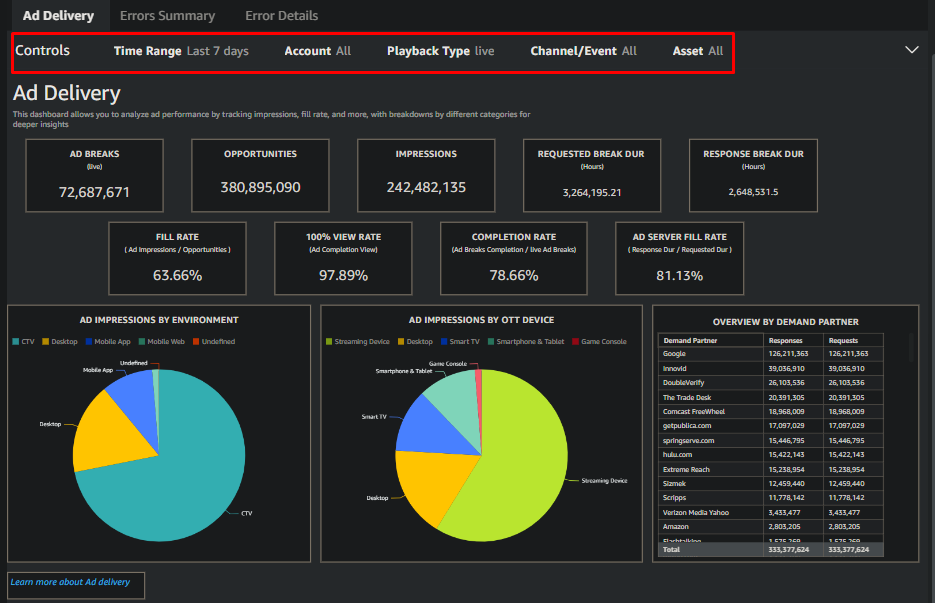 Ad Delivery Errors Summary Error Details
Controls Time Range Last 7 days Account All Playback Type live Channel/Event All Asset All
Ad Delivery
This dashboard allows you to analyze ad performance by tracking impressions, fill rate, and more, with breakdowns by different categories for
deeper insights
AD BREAKS
(live)
72,687,671
OPPORTUNITIES
380,895,090
IMPRESSIONS
242,482,135
REQUESTED BREAK DUR
(Hours)
3,264,195.21
RESPONSE BREAK DUR
(Hours)
2,648,531.5
FILL RATE
( Ad Impressions / Opportunities )
63.66%
100% VIEW RATE
(Ad Completion View)
97.89%
COMPLETION RATE
(Ad Breaks Completion / live Ad Breaks)
78.66%
AD SERVER FILL RATE
( Response Dur / Requested Dur )
81.13%
AD IMPRESSIONS BY ENVIRONMENT
CTV Desktop Mobile App Mobile Web Undefined
Undefined
Mobile App
Desktop
CTV
AD IMPRESSIONS BY OTT DEVICE
Streaming Device Desktop Smart TV Smartphone & Tablet Game Console
Game Console
Smartphone & Tablet
Smart TV
Desktop
Streaming Device
OVERVIEW BY DEMAND PARTNER
Demand Partner Responses Requests
Google 126,211,363 126,211,363
Innovid 39,036,910 39,036,910
DoubleVerify 26,103,536 26,103,536
The Trade Desk 20,391,305 20,391,305
Comcast FreeWheel 18,968,009 18,968,009
getpublica.com 17,097,029 17,097,029
springserve.com 15,446,795 15,446,795
hulu.com 15,422,143 15,422,143
Extreme Reach 15,238,954 15,238,954
Sizmek 12,459,440 12,459,440
Scripps 11,778,142 11,778,142
Verizon Media Yahoo 3,433,477 3,433,477
Amazon 2,803,205 2,803,205
Flashtalking 1,575,269 1,575,269
Total 333,377,624 333,377,624
Learn more about Ad delivery